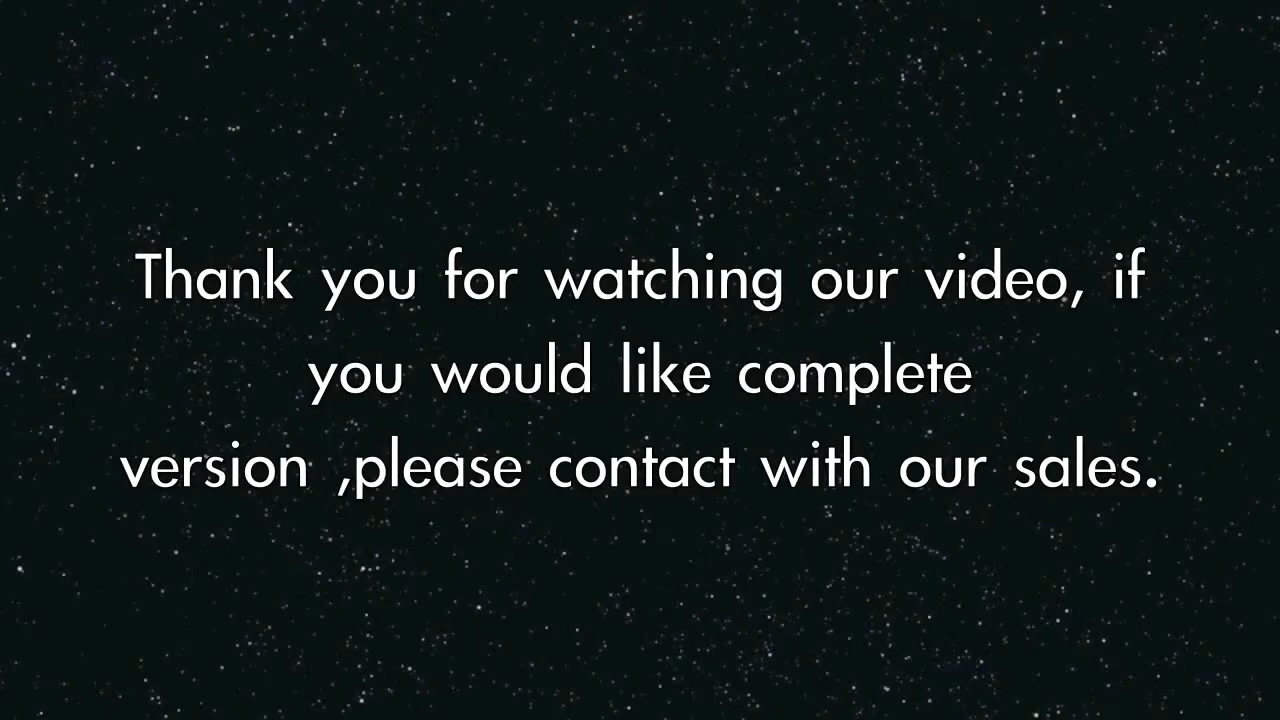 Thank you for watching our video, if
you would like complete
version ,please contact with our sales.